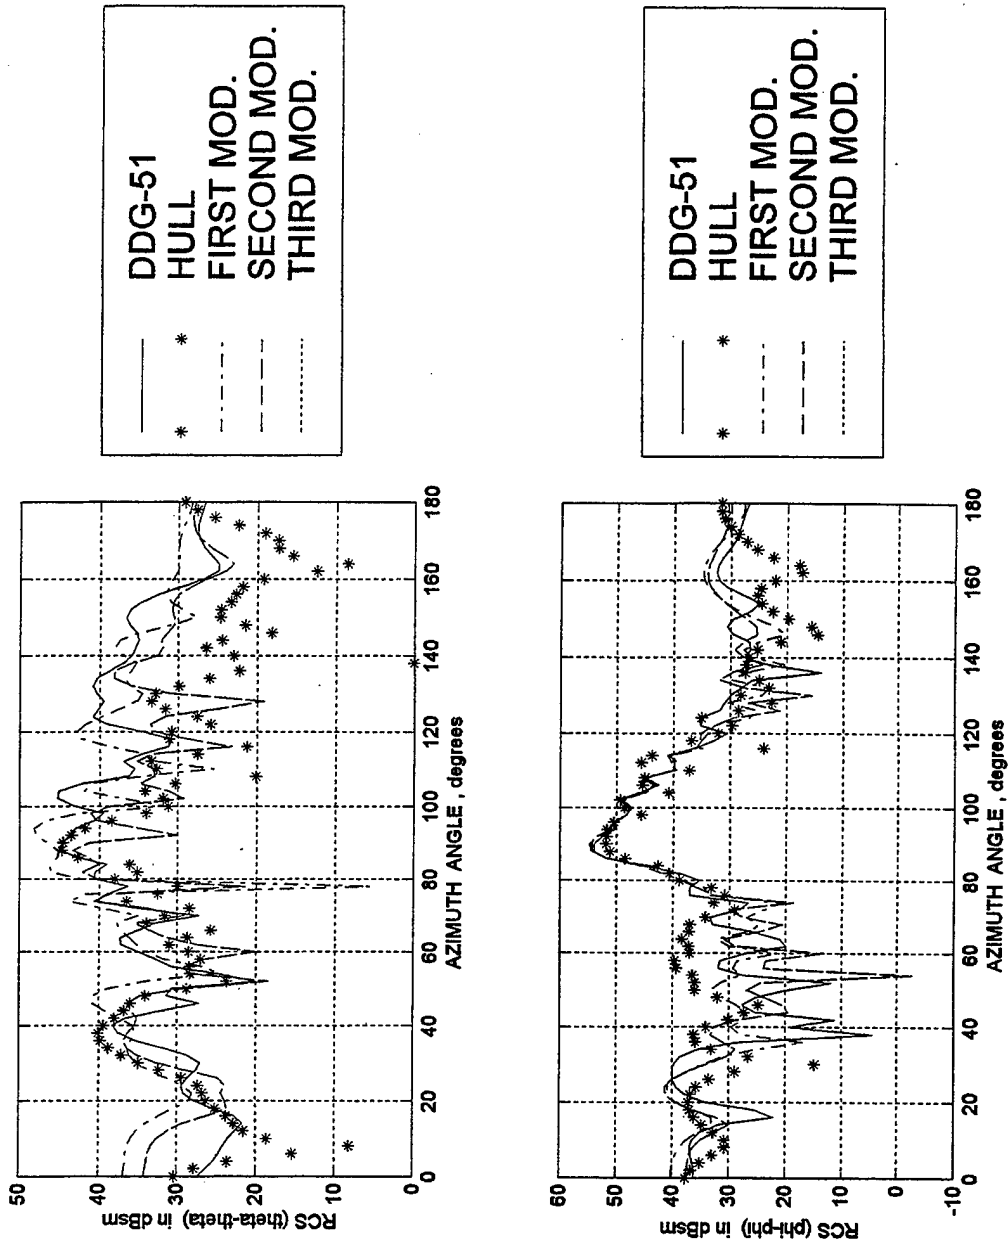 50
40
30
20
10
0
RCS (theta-theta) in dBsm
0
20
40
60
80
100
120
140
160
180
AZIMUTH ANGLE , degrees
DDG-51
HULL
FIRST MOD.
SECOND MOD.
THIRD MOD.
60
50
40
30
20
10
0
-10
RCS (phi-phi) in dBsm
0
20
40
60
80
100
120
140
160
180
AZIMUTH ANGLE , degrees
DDG-51
HULL
FIRST MOD.
SECOND MOD.
THIRD MOD.